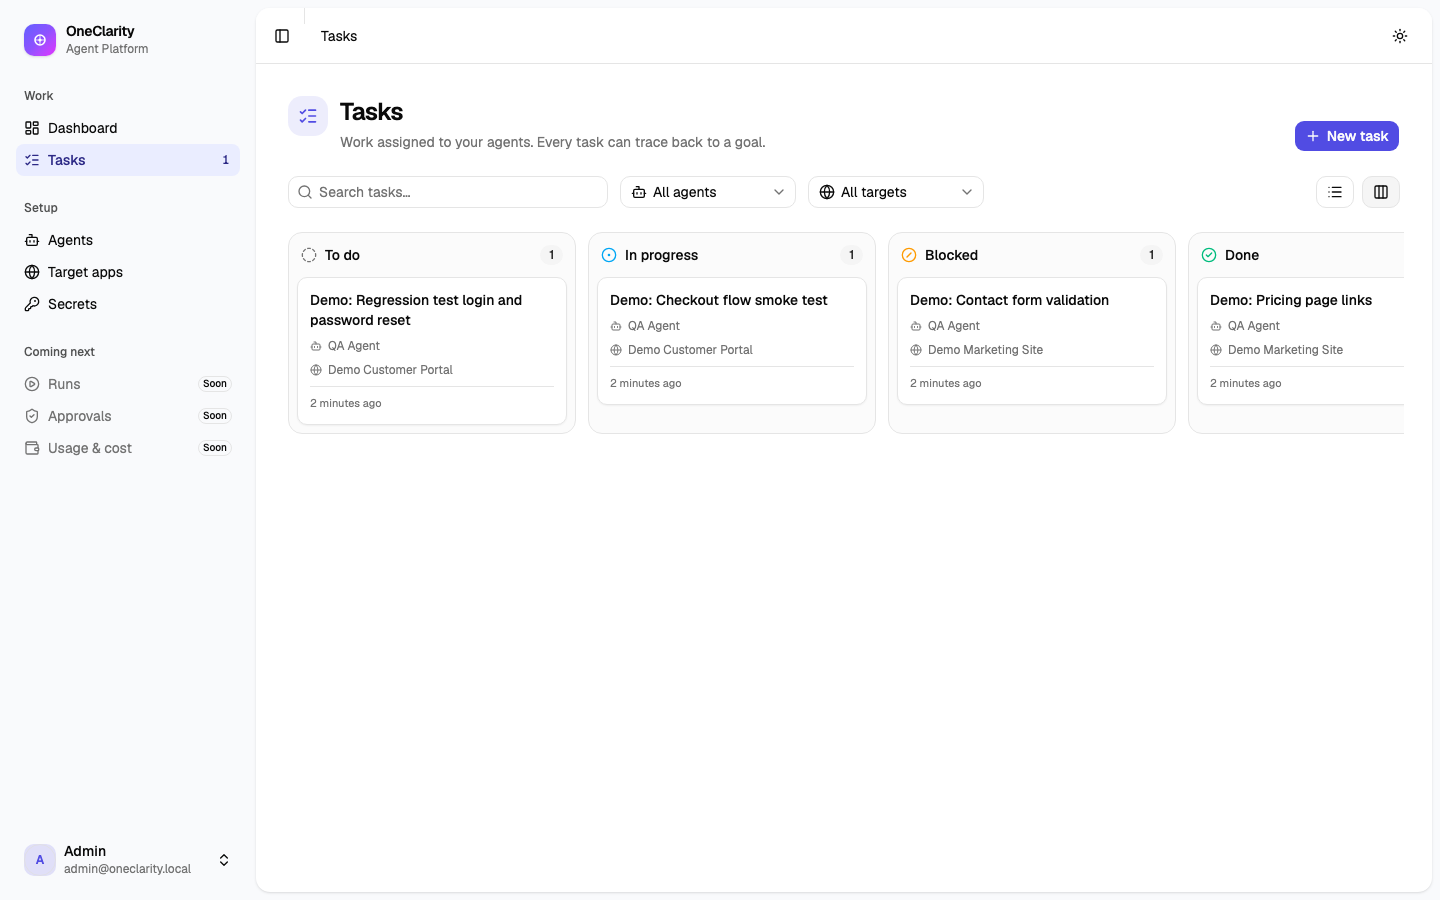 OneClarity
Agent Platform
Work
Dashboard
Tasks 1
Setup
Agents
Target apps
Secrets
Coming next
Runs Soon
Approvals Soon
Usage & cost Soon
A
Admin
admin@oneclarity.local
Tasks
Tasks
Work assigned to your agents. Every task can trace back to a goal.
New task
Search tasks...
All agents
All targets
To do 1
Demo: Regression test login and
password reset
QA Agent
Demo Customer Portal
2 minutes ago
In progress 1
Demo: Checkout flow smoke test
QA Agent
Demo Customer Portal
2 minutes ago
Blocked 1
Demo: Contact form validation
QA Agent
Demo Marketing Site
2 minutes ago
Done
Demo: Pricing page links
QA Agent
Demo Marketing Site
2 minutes ago